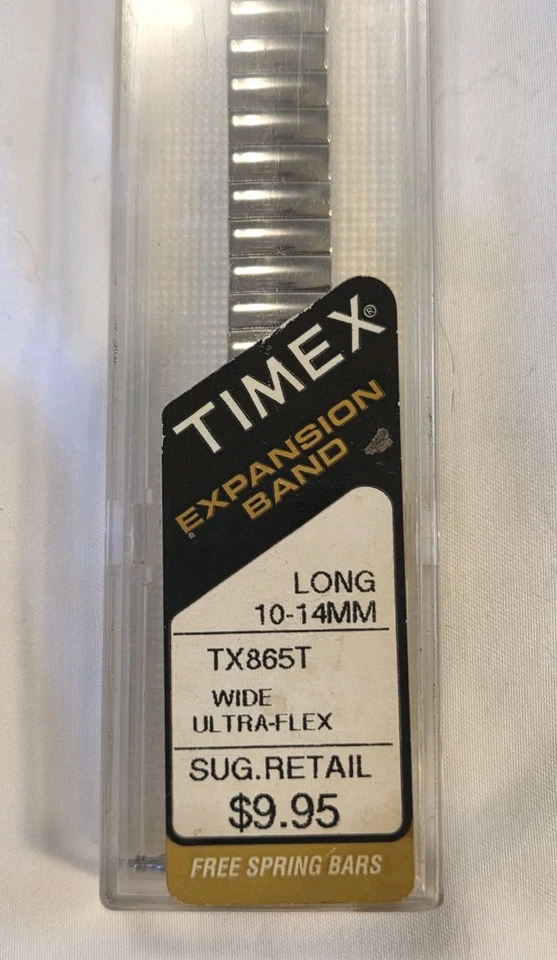 TIMEX®
EXPANSION
BAND
LONG
10-14MM
TX865T
WIDE
ULTRA-FLEX
SUG.RETAIL
$9.95
FREE SPRING BARS